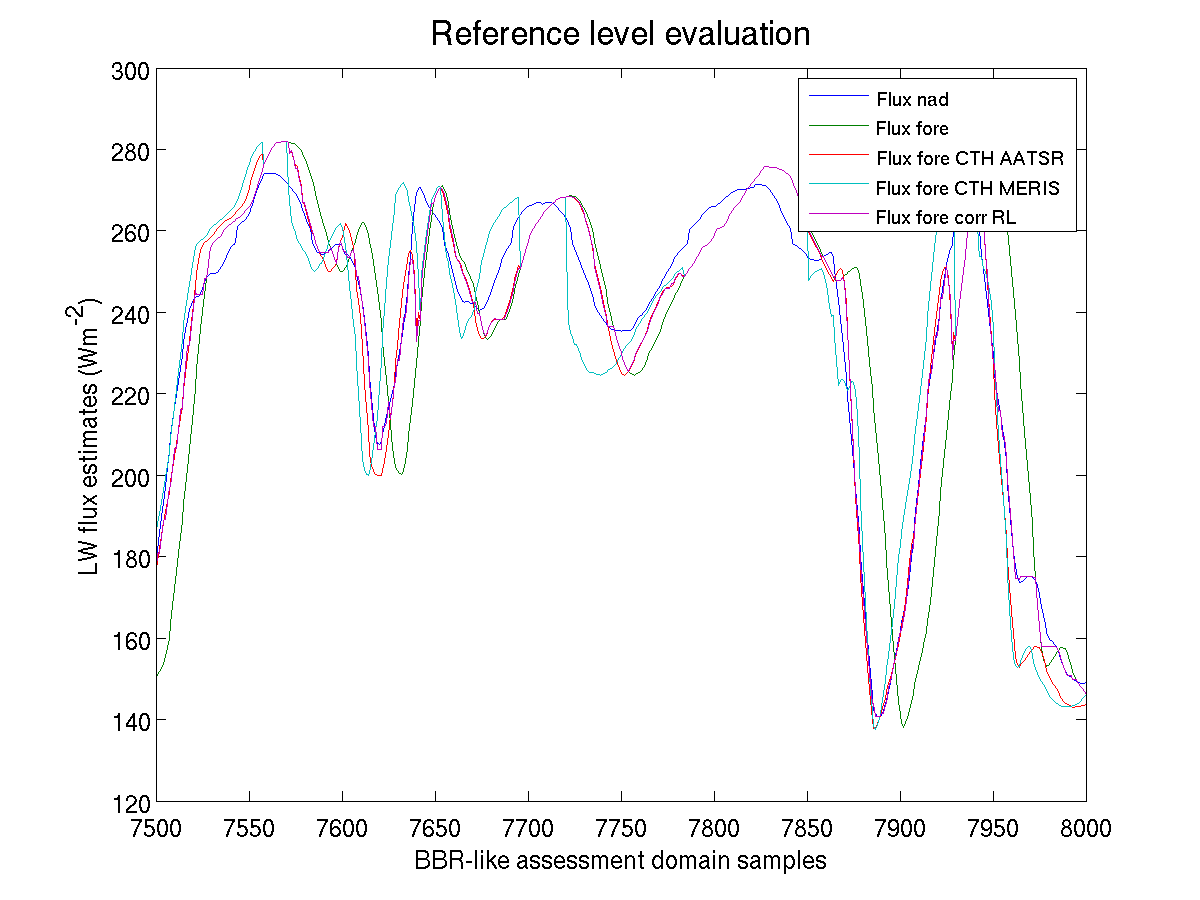 Reference level evaluation
300
280
260
240
220
200
180
160
140
120
LW flux estimates (Wm-2)
Flux nad
Flux fore
Flux fore CTH AATSR
Flux fore CTH MERIS
Flux fore corr RL
7500 7550 7600 7650 7700 7750 7800 7850 7900 7950 8000
BBR-like assessment domain samples